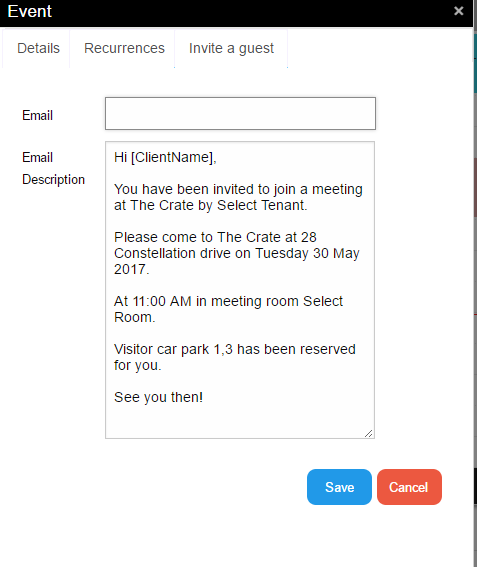 Event ×
Details Recurrences Invite a guest
Email
Email
Description
Hi [ClientName],
You have been invited to join a meeting
at The Crate by Select Tenant.
Please come to The Crate at 28
Constellation drive on Tuesday 30 May
2017.
At 11:00 AM in meeting room Select
Room.
Visitor car park 1,3 has been reserved
for you.
See you then!
Save Cancel